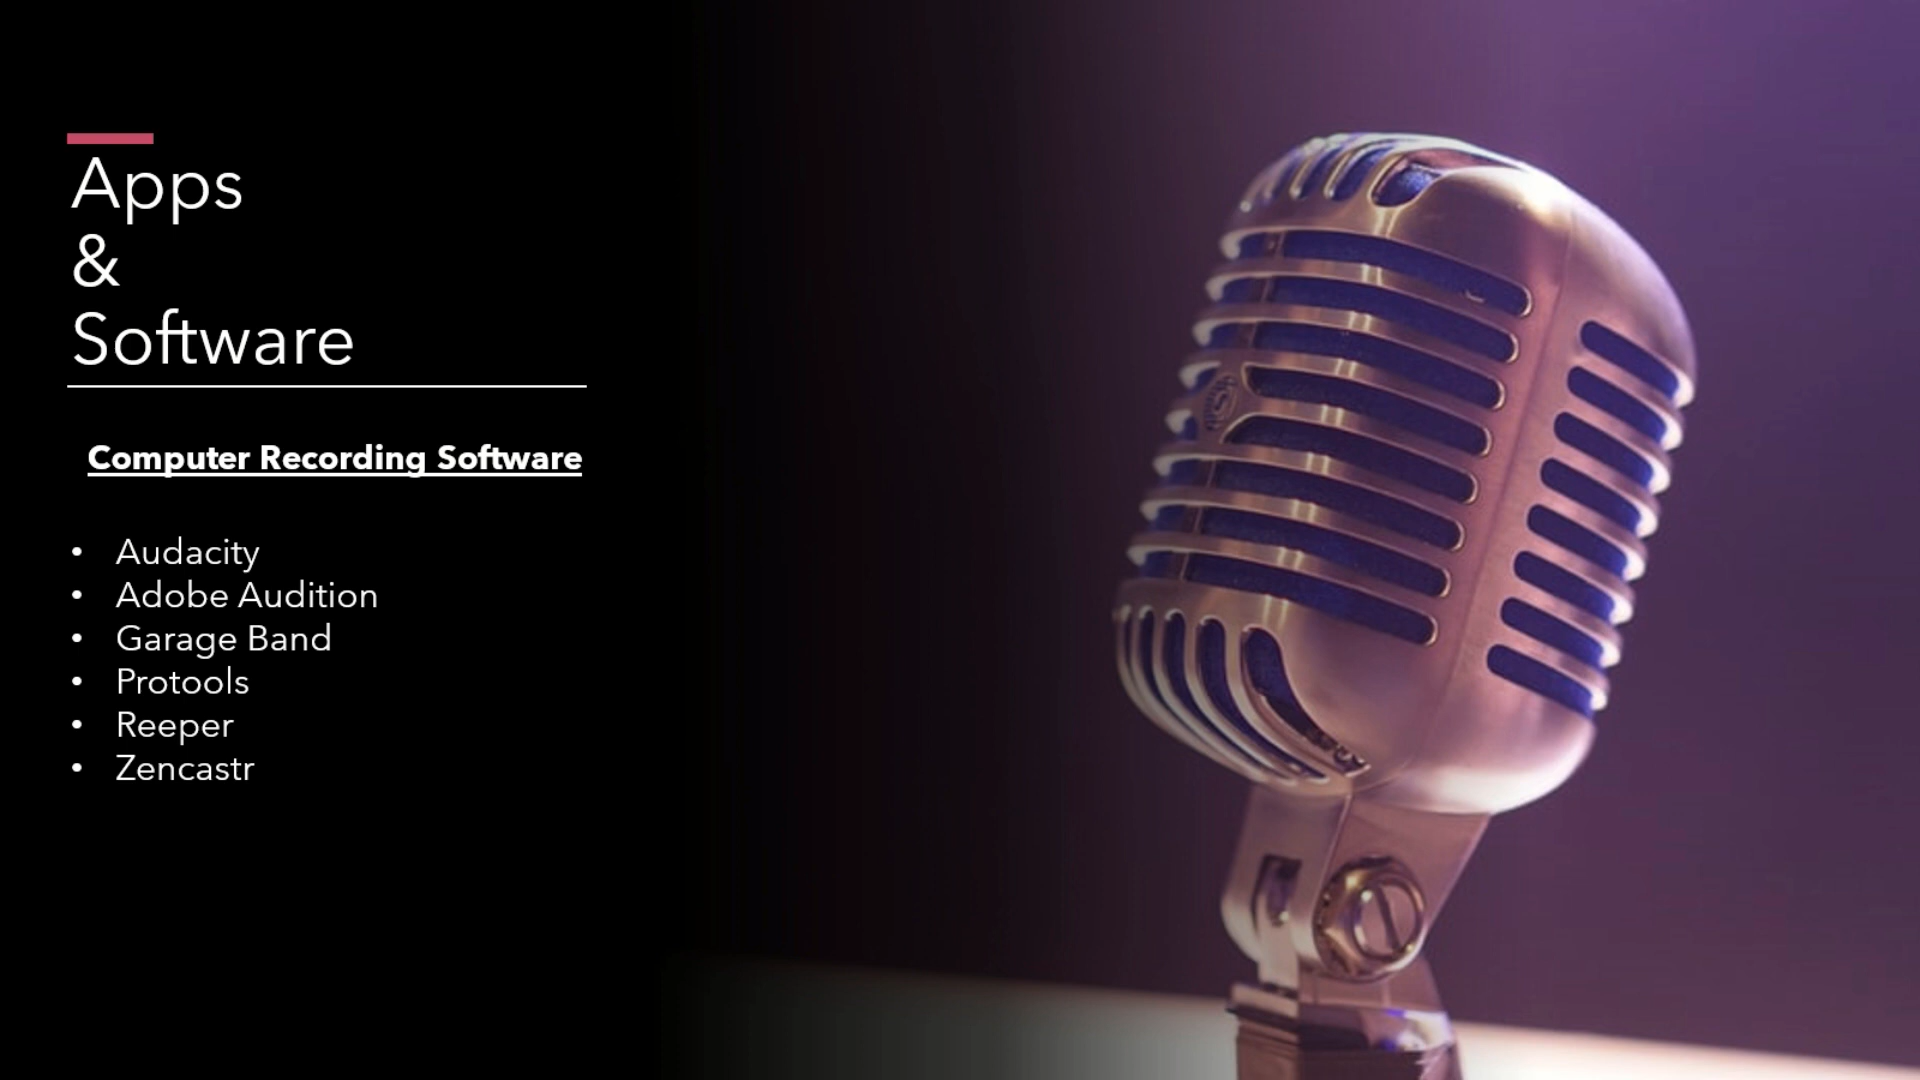 Apps
&
Software
Computer Recording Software
• Audacity
• Adobe Audition
• Garage Band
• Protools
• Reeper
• Zencastr